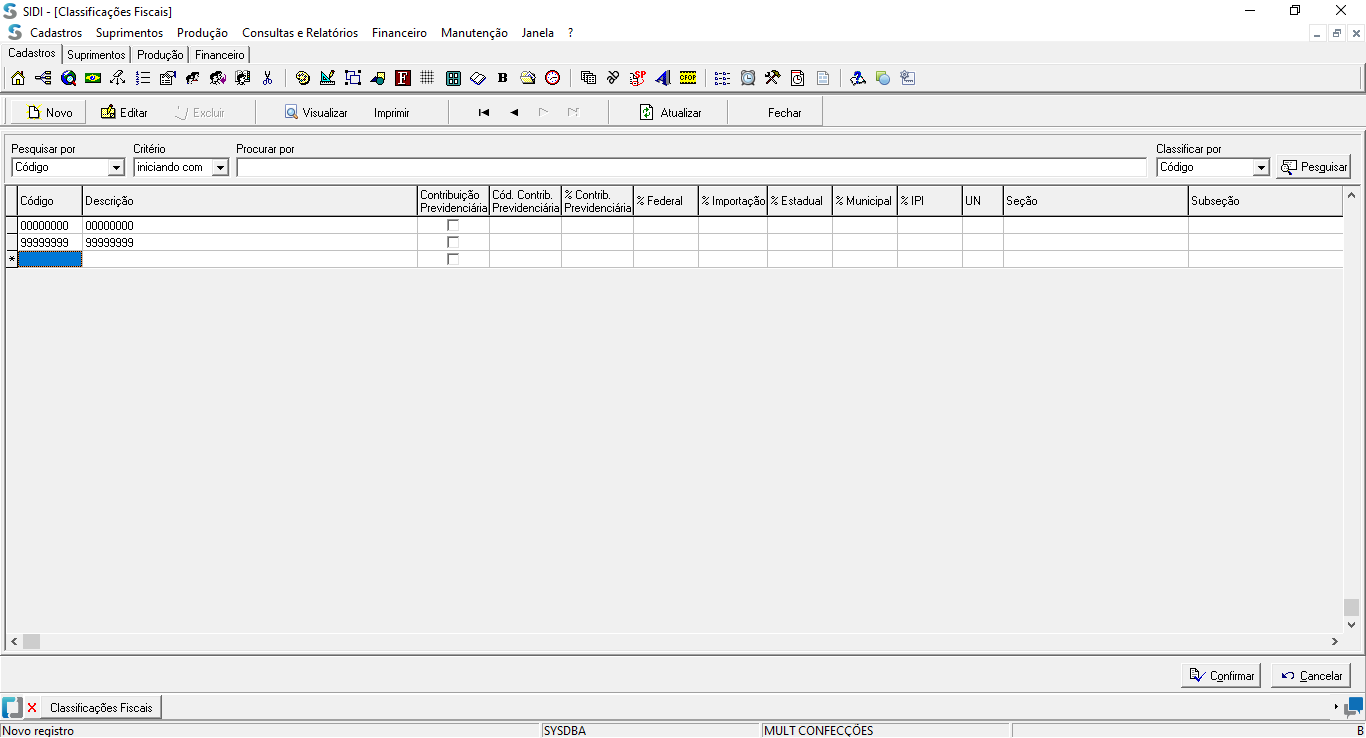 SIDI - [Classificações Fiscais]
Cadastros Suprimentos Produção Consultas e Relatórios Financeiro Manutenção Janela ?
Cadastros Suprimentos Produção Financeiro
F B SP CFOP
Novo Editar Excluir Visualizar Imprimir Atualizar Fechar
Pesquisar por Critério Procurar por Classificar por
Código iniciando com Código Pesquisar
Código Descrição Contribuição Previdenciária Cód. Contrib. Previdenciária % Contrib. Previdenciária % Federal % Importação % Estadual % Municipal % IPI UN Seção Subseção
00000000 00000000
99999999 99999999
*
Confirmar Cancelar
Classificações Fiscais
Novo registro SYSDBA MULT CONFECÇÕES B